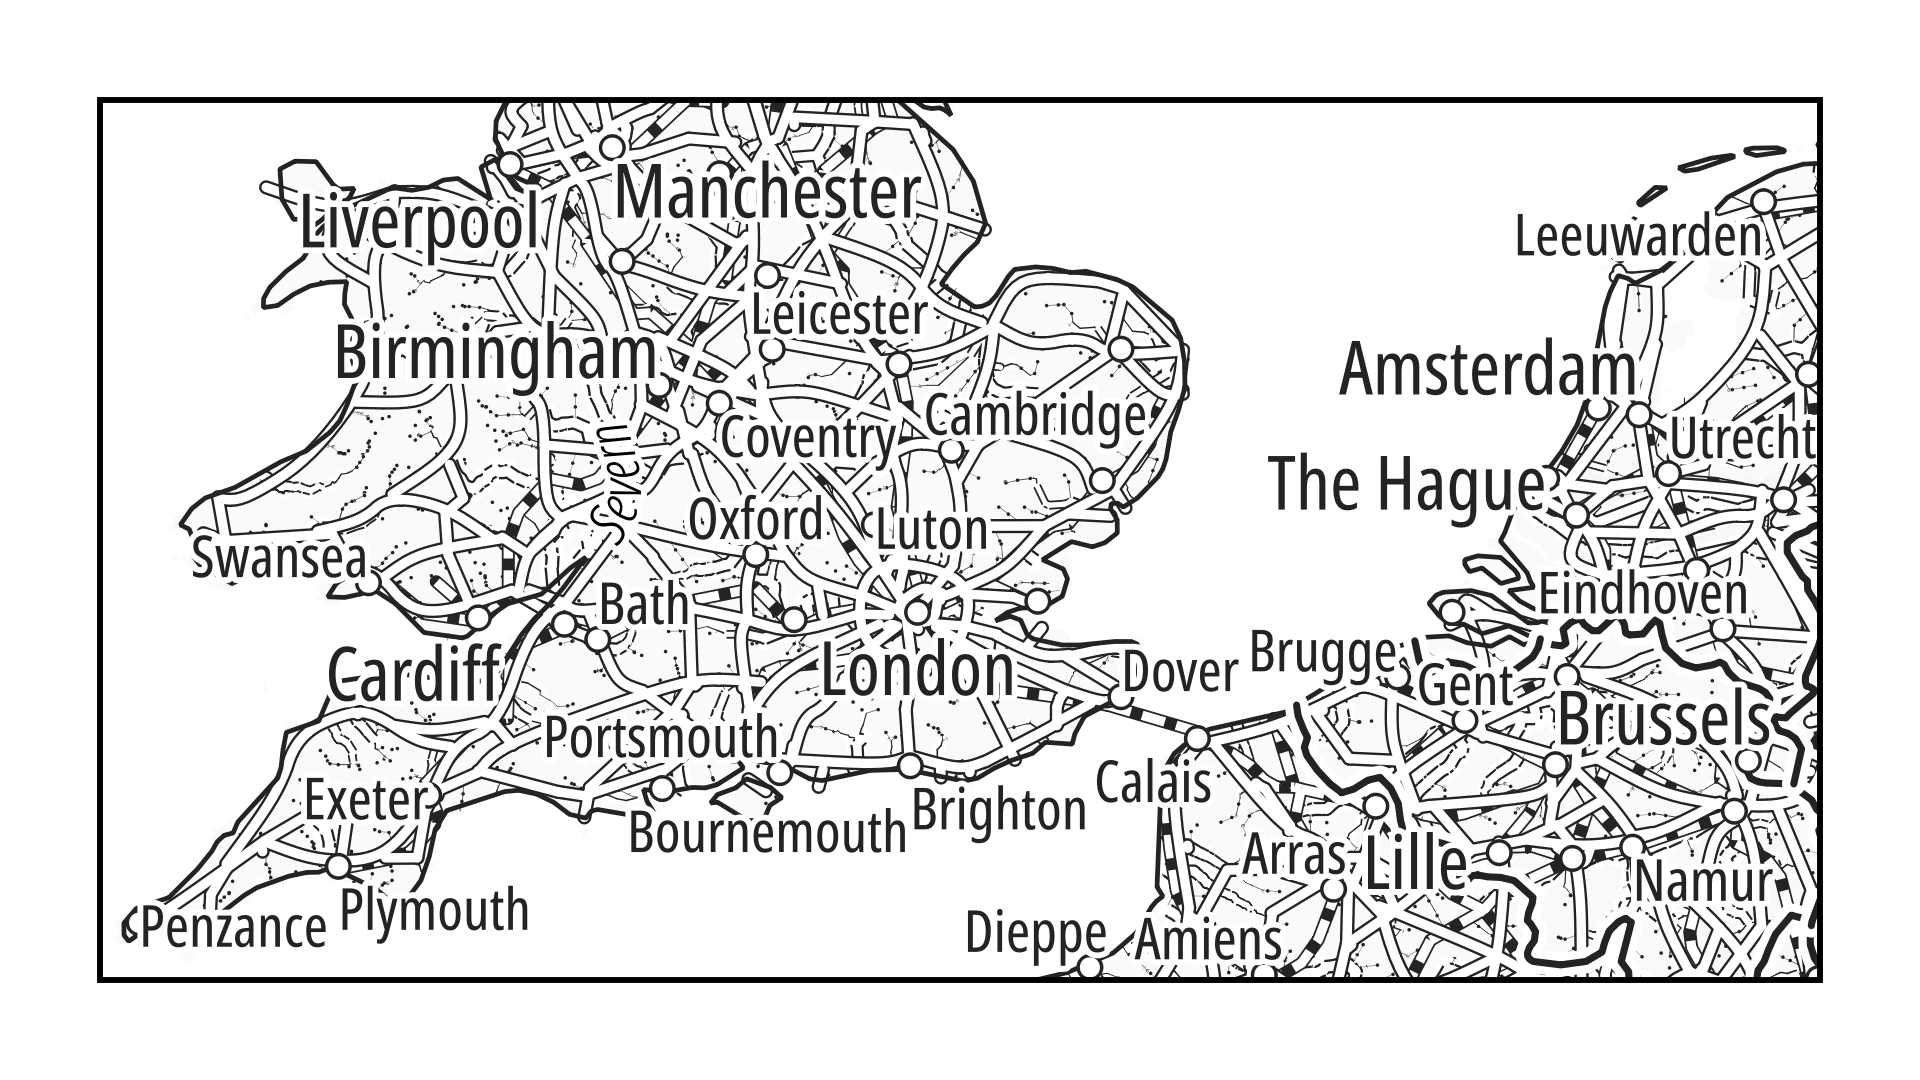 Manchester
Liverpool
Leeuwarden
Leicester
Birmingham
Amsterdam
Cambridge
Coventry
Utrecht
Severn
The Hague
Oxford
Luton
Swansea
Eindhoven
Bath
Brugge
Cardiff
London
Dover
Gent
Brussels
Portsmouth
Calais
Exeter
Bournemouth
Brighton
Arras
Lille
Namur
Plymouth
Penzance
Dieppe
Amiens